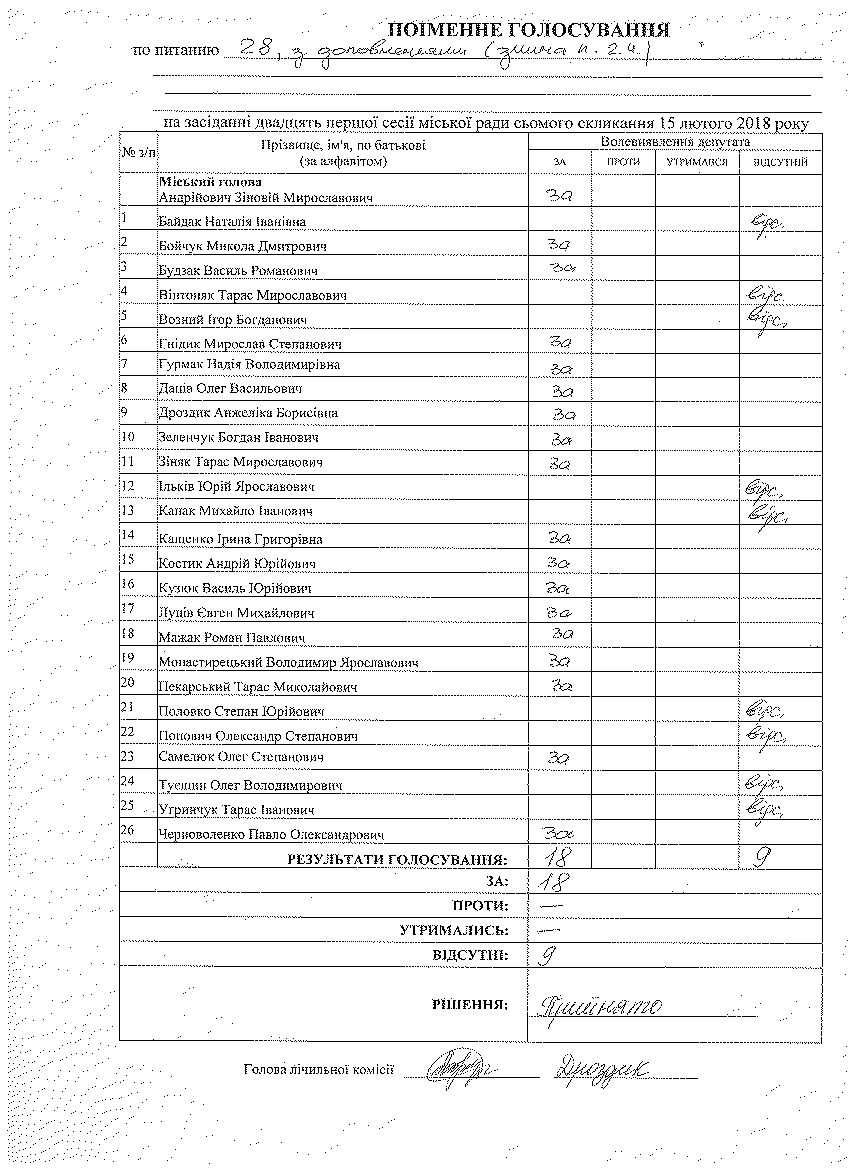 ПОІМЕННЕ ГОЛОСУВАННЯ
по питанню 28, з доповненнями (зміна п. 2.4.)
на засіданні двадцять першої сесії міської ради сьомого скликання 15 лютого 2018 року
№ з/п Прізвище, ім'я, по батькові (за алфавітом) Волевиявлення депутата
ЗА ПРОТИ УТРИМАВСЯ ВІДСУТНІЙ
Міський голова
Андрійович Зіновій Мирославович За
1 Байдак Наталія Іванівна відс.
2 Бойчук Микола Дмитрович За
3 Будзак Василь Романович За
4 Вінтоняк Тарас Мирославович відс.
5 Возний Ігор Богданович відс.
6 Гнідик Мирослав Степанович За
7 Гурмак Надія Володимирівна За
8 Даців Олег Васильович За
9 Дроздик Анжеліка Борисівна За
10 Зеленчук Богдан Іванович За
11 Зіняк Тарас Мирославович За
12 Ільків Юрій Ярославович відс.
13 Канак Михайло Іванович відс.
14 Кащенко Ірина Григорівна За
15 Костик Андрій Юрійович За
16 Кузюк Василь Юрійович За
17 Луців Євген Михайлович За
18 Мажак Роман Павлович За
19 Монастирецький Володимир Ярославович За
20 Пекарський Тарас Миколайович За
21 Половко Степан Юрійович відс.
22 Попович Олександр Степанович відс.
23 Самелюк Олег Степанович За
24 Туєшин Олег Володимирович відс.
25 Угринчук Тарас Іванович відс.
26 Черноволенко Павло Олександрович За
РЕЗУЛЬТАТИ ГОЛОСУВАННЯ: 18 9
ЗА: 18
ПРОТИ: —
УТРИМАЛИСЬ: —
ВІДСУТНІ: 9
РІШЕННЯ: Прийнято
Голова лічильної комісії Дроздик